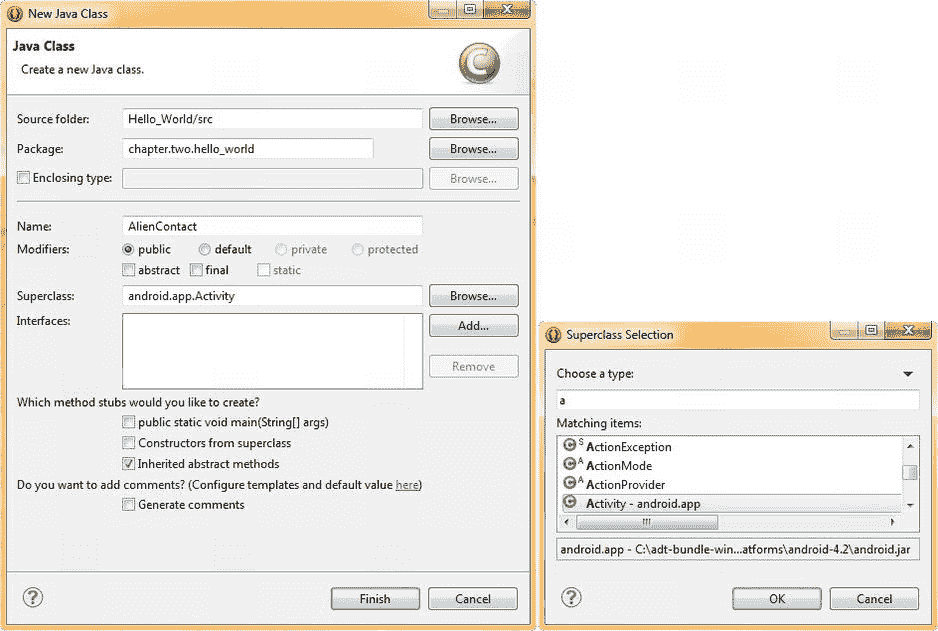 New Java Class
Java Class
Create a new Java class.
Source folder: Hello_World/src Browse...
Package: chapter.two.hello_world Browse...
Enclosing type: Browse...
Name: AlienContact
Modifiers: public default private protected
abstract final static
Superclass: android.app.Activity Browse...
Interfaces: Add...
Remove
Which method stubs would you like to create?
public static void main(String[] args)
Constructors from superclass
Inherited abstract methods
Do you want to add comments? (Configure templates and default value here)
Generate comments
Finish Cancel
Superclass Selection
Choose a type:
a
Matching items:
ActionException
ActionMode
ActionProvider
Activity - android.app
android.app - C:\adt-bundle-win...atforms\android-4.2\android.jar
OK Cancel